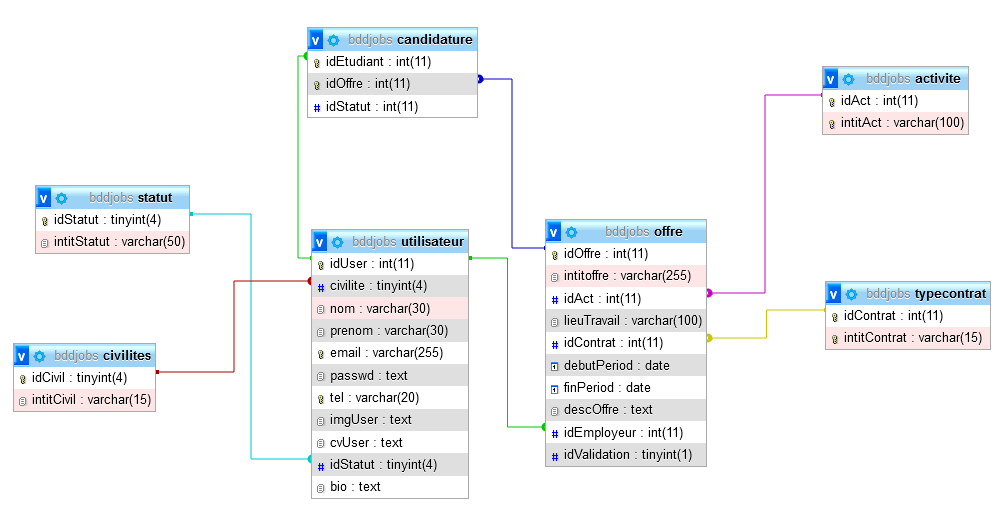 v bddjobs candidature
idEtudiant : int(11)
idOffre : int(11)
# idStatut : int(11)
v bddjobs activite
idAct : int(11)
intitAct : varchar(100)
v bddjobs statut
idStatut : tinyint(4)
intitStatut : varchar(50)
v bddjobs utilisateur
idUser : int(11)
# civilite : tinyint(4)
nom : varchar(30)
prenom : varchar(30)
email : varchar(255)
passwd : text
tel : varchar(20)
imgUser : text
cvUser : text
# idStatut : tinyint(4)
bio : text
v bddjobs offre
idOffre : int(11)
intitoffre : varchar(255)
# idAct : int(11)
lieuTravail : varchar(100)
# idContrat : int(11)
debutPeriod : date
finPeriod : date
descOffre : text
# idEmployeur : int(11)
# idValidation : tinyint(1)
v bddjobs typecontrat
idContrat : int(11)
intitContrat : varchar(15)
v bddjobs civilites
idCivil : tinyint(4)
intitCivil : varchar(15)